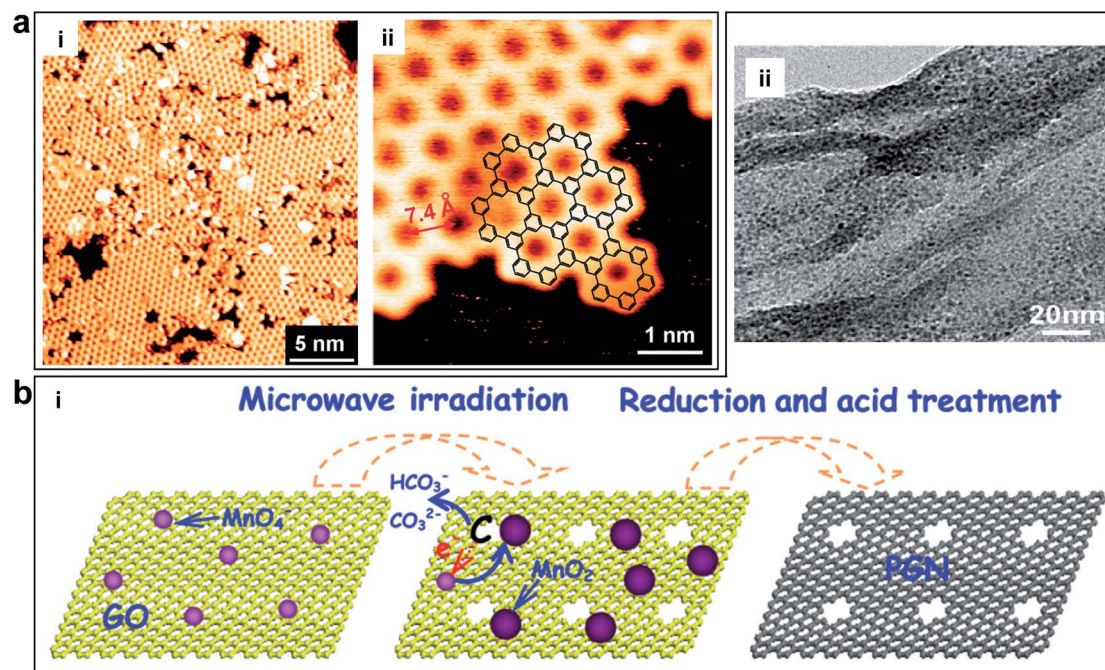 a
i
5 nm
ii
7.4 Å
1 nm
ii
20nm
b
i
Microwave irradiation
Reduction and acid treatment
MnO₄⁻
GO
HCO₃⁻
CO₃²⁻
C
e⁻
MnO₂
PGN